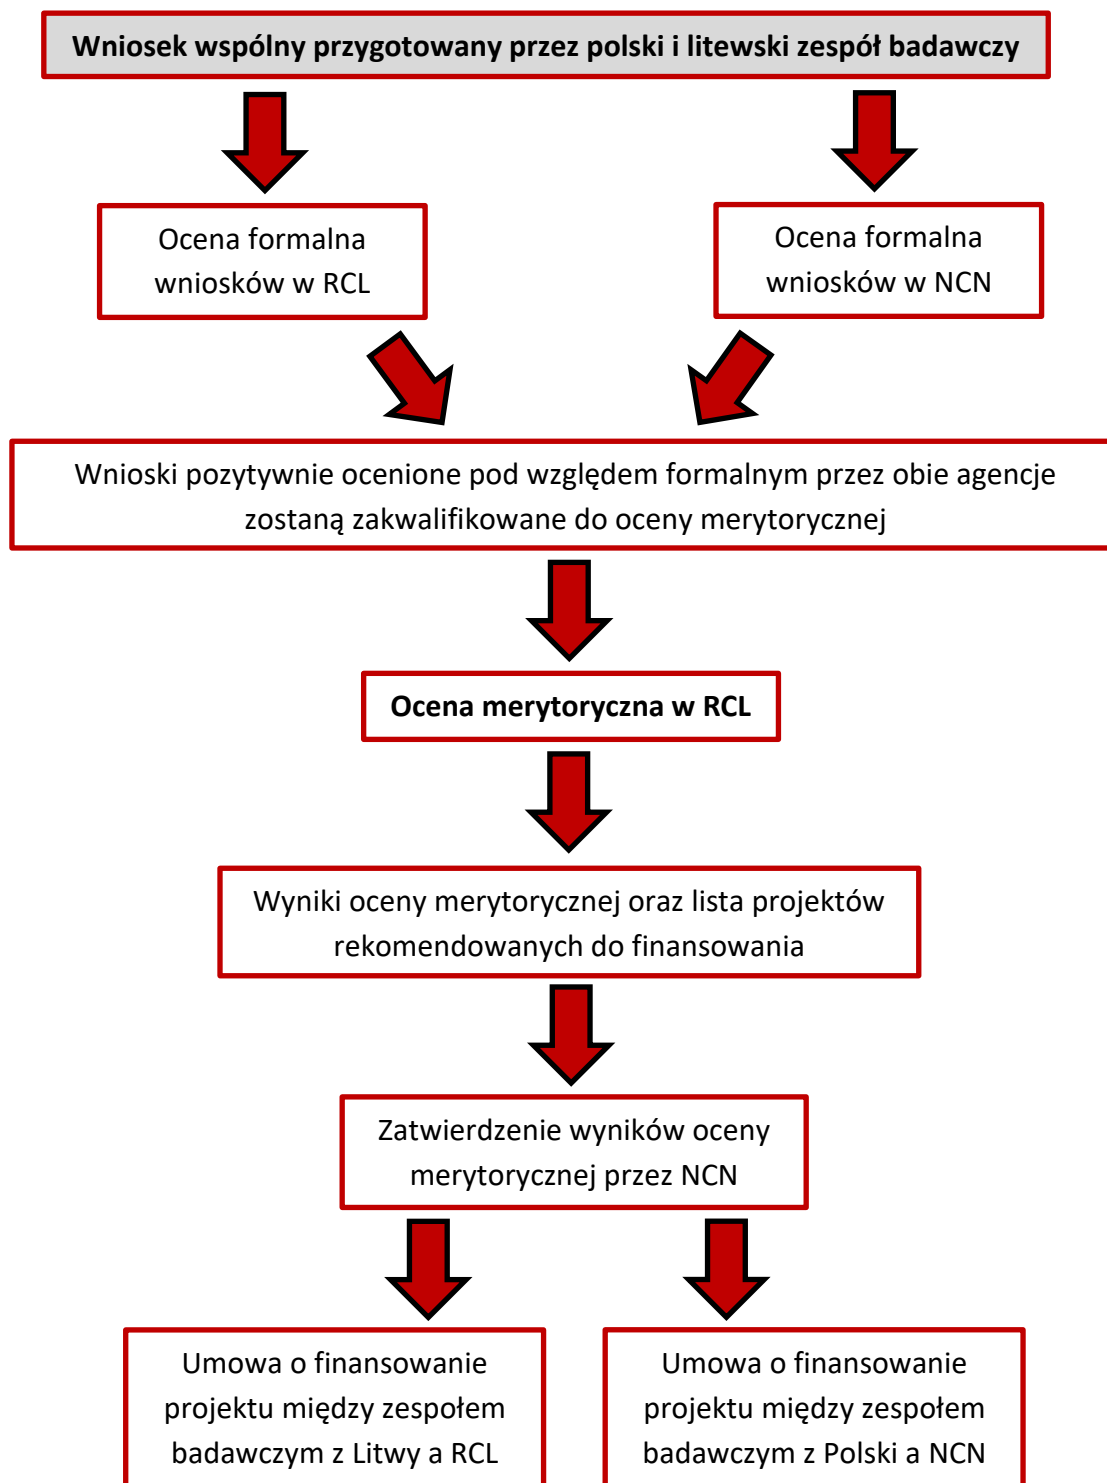 Wniosek wspólny przygotowany przez polski i litewski zespół badawczy
Ocena formalna
wniosków w RCL
Ocena formalna
wniosków w NCN
Wnioski pozytywnie ocenione pod względem formalnym przez obie agencje
zostaną zakwalifikowane do oceny merytorycznej
Ocena merytoryczna w RCL
Wyniki oceny merytorycznej oraz lista projektów
rekomendowanych do finansowania
Zatwierdzenie wyników oceny
merytorycznej przez NCN
Umowa o finansowanie
projektu między zespołem
badawczym z Litwy a RCL
Umowa o finansowanie
projektu między zespołem
badawczym z Polski a NCN